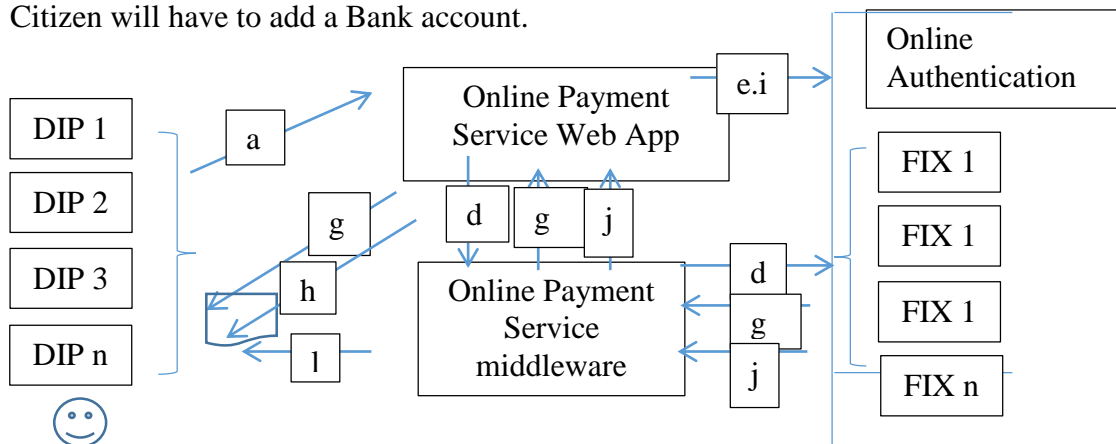 Citizen will have to add a Bank account.
Online
Authentication
Online Payment
Service Web App
e.i
DIP 1
a
DIP 2
DIP 3
DIP n
g
h
l
d
g
j
Online Payment
Service
middleware
d
g
j
FIX 1
FIX 1
FIX 1
FIX n